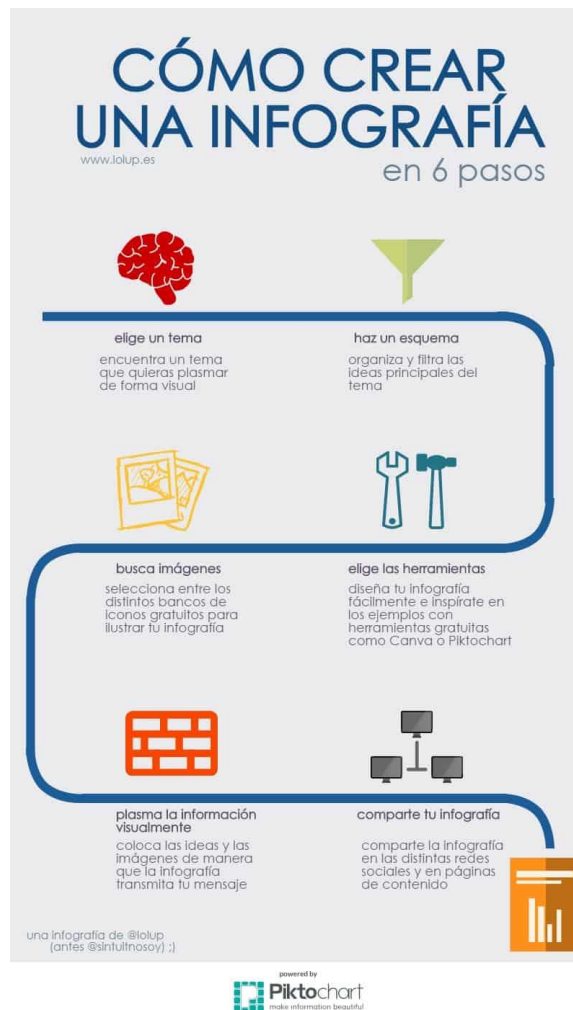 CÓMO CREAR
UNA INFOGRAFÍA
www.lolup.es
en 6 pasos
elige un tema
encuentra un tema
que quieras plasmar
de forma visual
haz un esquema
organiza y filtra las
ideas principales del
tema
busca imágenes
selecciona entre los
distintos bancos de
iconos gratuitos para
ilustrar tu infografía
elige las herramientas
diseña tu infografía
fácilmente e inspírate en
los ejemplos con
herramientas gratuitas
como Canva o Piktochart
plasma la información
visualmente
coloca las ideas y las
imágenes de manera
que la infografía
transmita tu mensaje
comparte tu infografía
comparte la infografía
en las distintas redes
sociales y en páginas
de contenido
una infografía de @lolup
(antes @sintuitnosoy) ;)
powered by
Piktochart
make information beautiful